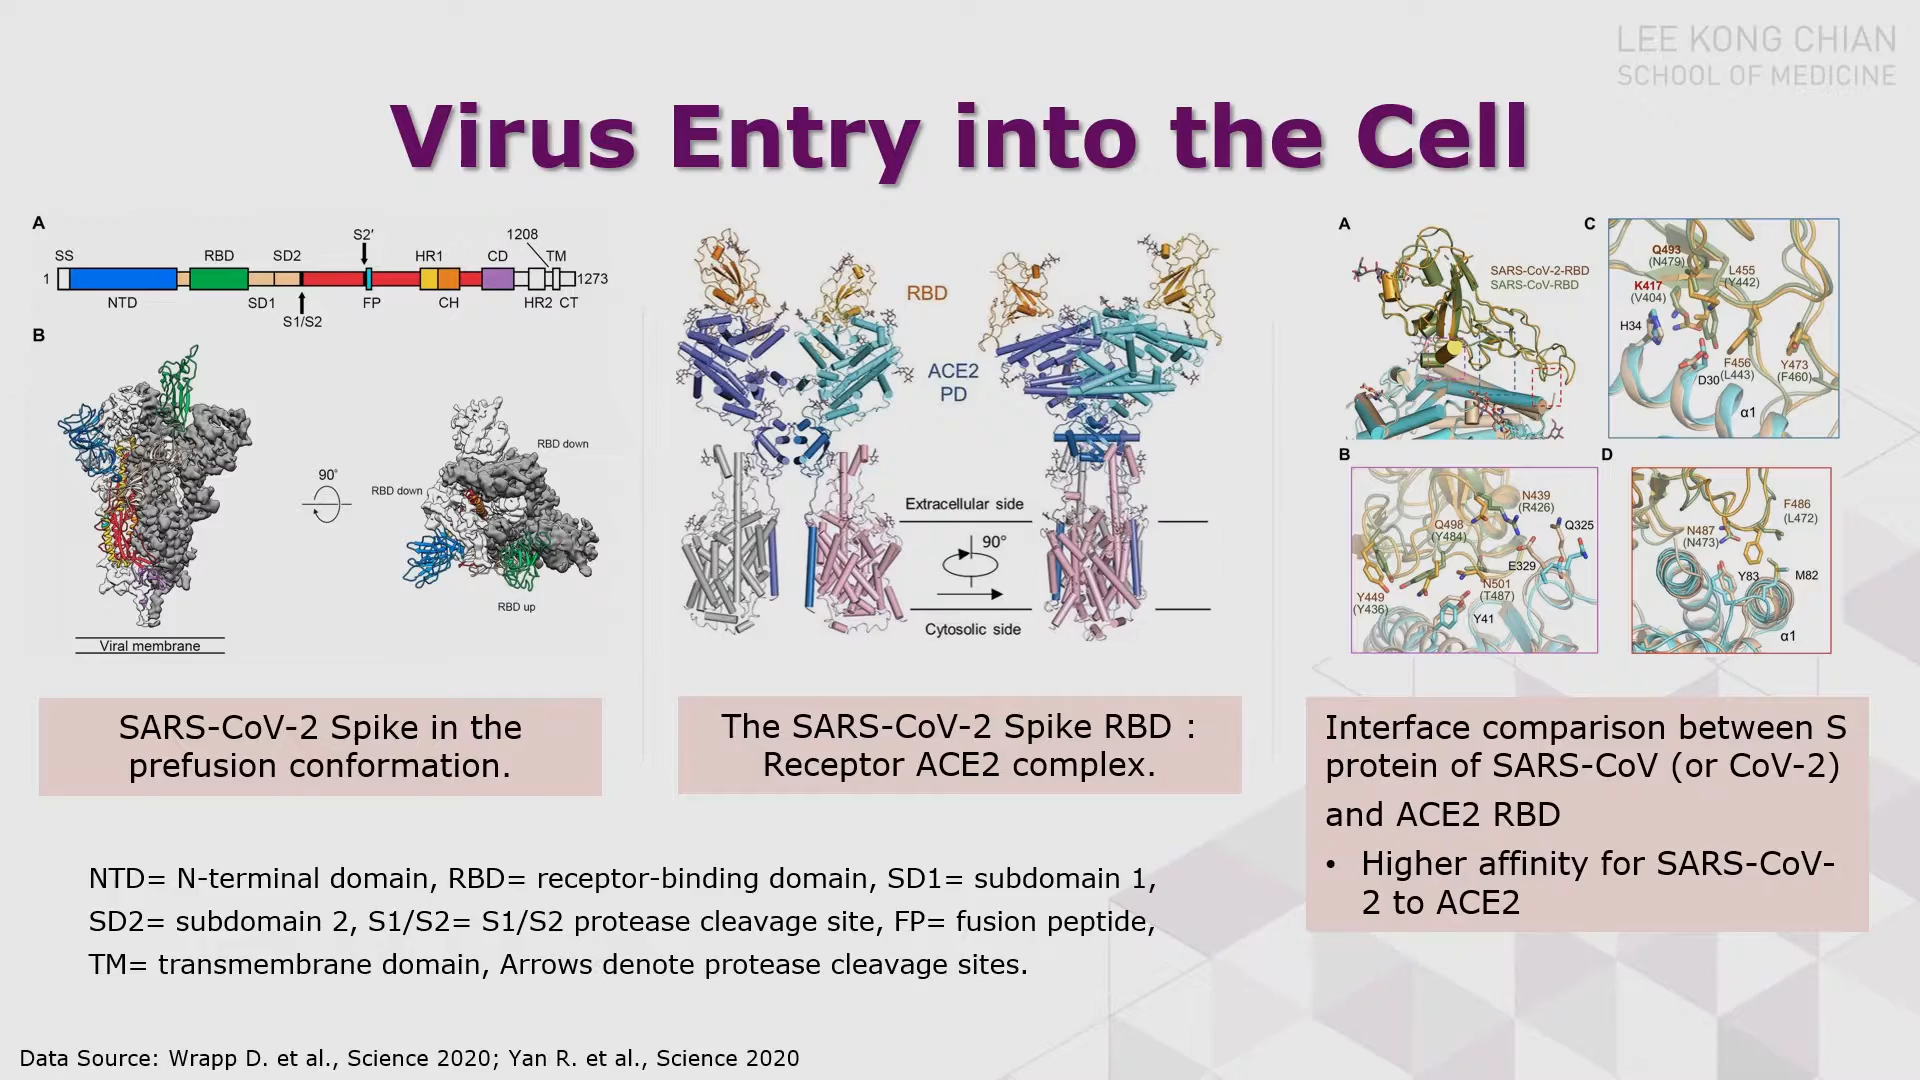 LEE KONG CHIAN
SCHOOL OF MEDICINE
Virus Entry into the Cell
A
S2′
1208
SS
RBD
SD2
HR1
CD
TM
1
1273
NTD
SD1
FP
CH
HR2
CT
S1/S2
B
RBD down
90°
RBD down
RBD up
Viral membrane
RBD
ACE2
PD
Extracellular side
90°
Cytosolic side
A
SARS-CoV-2-RBD
SARS-CoV-RBD
C
Q493
(N479)
L455
(Y442)
K417
(V404)
H34
F456
(L443)
Y473
(F460)
D30
α1
B
N439
(R426)
Q498
(Y484)
Q325
E329
N501
(T487)
Y449
(Y436)
Y41
D
F486
(L472)
N487
(N473)
Y83
M82
α1
SARS-CoV-2 Spike in the
prefusion conformation.
The SARS-CoV-2 Spike RBD :
Receptor ACE2 complex.
Interface comparison between S
protein of SARS-CoV (or CoV-2)
and ACE2 RBD
• Higher affinity for SARS-CoV-
2 to ACE2
NTD= N-terminal domain, RBD= receptor-binding domain, SD1= subdomain 1,
SD2= subdomain 2, S1/S2= S1/S2 protease cleavage site, FP= fusion peptide,
TM= transmembrane domain, Arrows denote protease cleavage sites.
Data Source: Wrapp D. et al., Science 2020; Yan R. et al., Science 2020